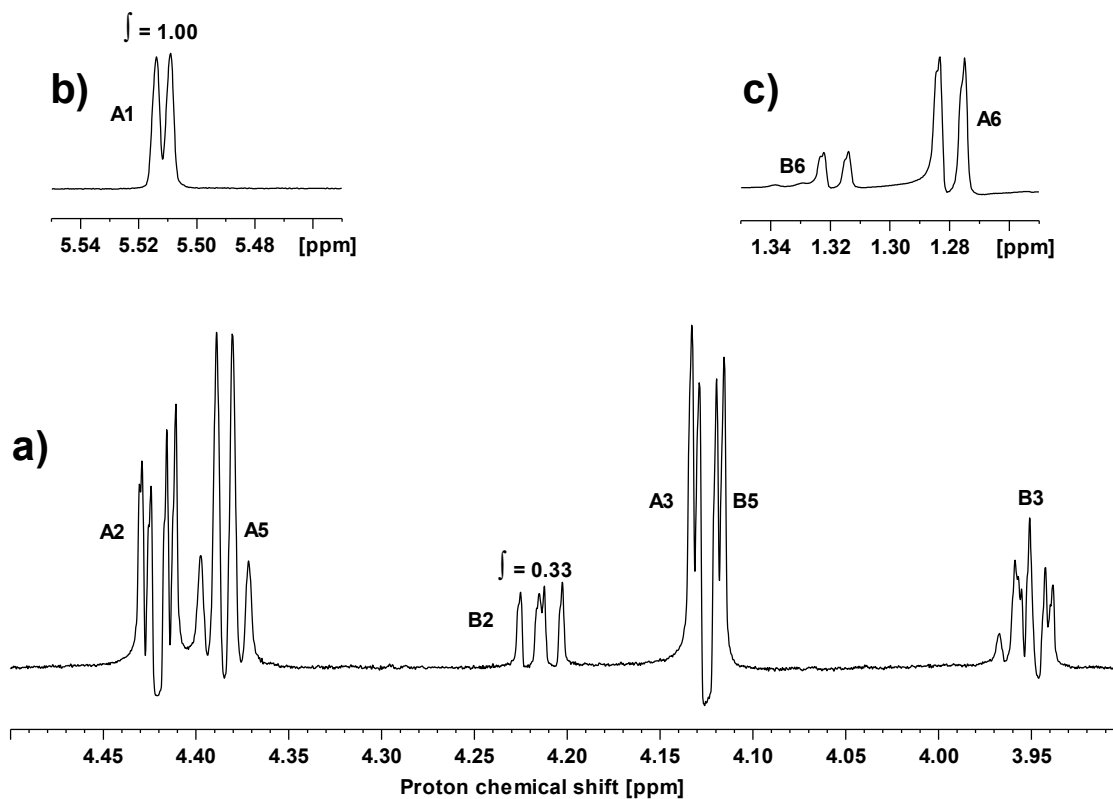 ∫ = 1.00
b)
A1
5.54 5.52 5.50 5.48 [ppm]
c)
A6
B6
1.34 1.32 1.30 1.28 [ppm]
a)
A2
A5
∫ = 0.33
B2
A3
B5
B3
4.45 4.40 4.35 4.30 4.25 4.20 4.15 4.10 4.05 4.00 3.95
Proton chemical shift [ppm]